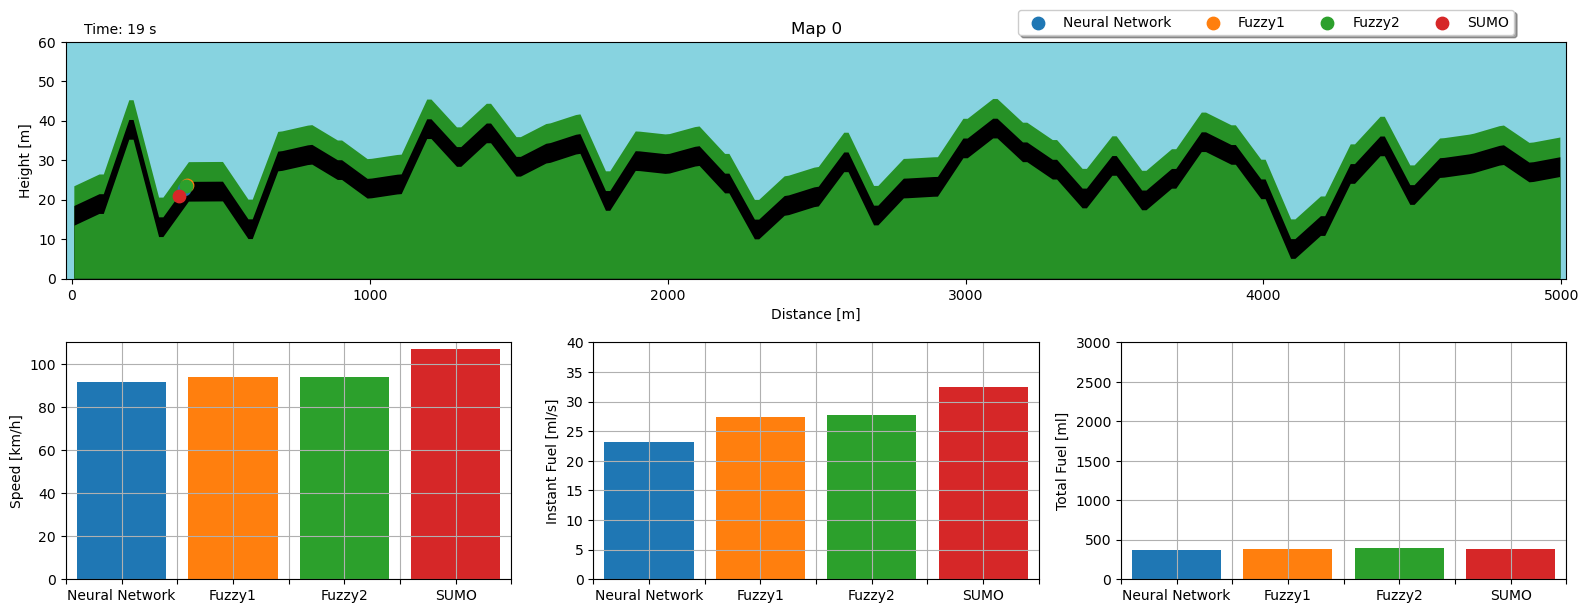 Time: 19 s
Map 0
Neural Network Fuzzy1 Fuzzy2 SUMO
Height [m]
60
50
40
30
20
10
0
0 1000 2000 3000 4000 5000
Distance [m]
Speed [km/h]
100
80
60
40
20
0
Neural Network Fuzzy1 Fuzzy2 SUMO
Instant Fuel [ml/s]
40
35
30
25
20
15
10
5
0
Neural Network Fuzzy1 Fuzzy2 SUMO
Total Fuel [ml]
3000
2500
2000
1500
1000
500
0
Neural Network Fuzzy1 Fuzzy2 SUMO